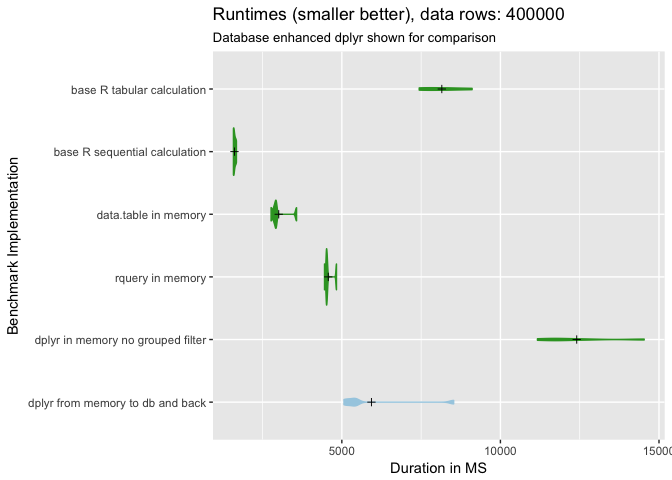 Runtimes (smaller better), data rows: 400000
Database enhanced dplyr shown for comparison
Benchmark Implementation
base R tabular calculation
base R sequential calculation
data.table in memory
rquery in memory
dplyr in memory no grouped filter
dplyr from memory to db and back
5000
10000
15000
Duration in MS